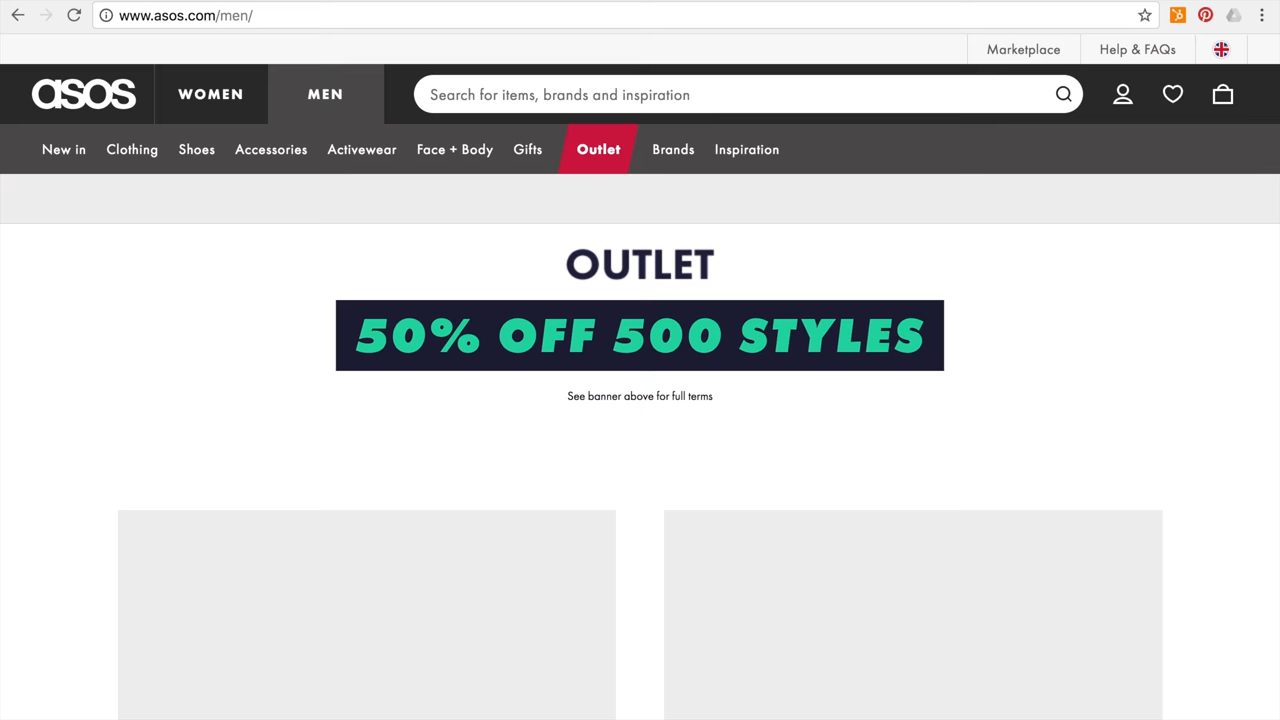 www.asos.com/men/
Marketplace Help & FAQs
asos WOMEN MEN Search for items, brands and inspiration
New in Clothing Shoes Accessories Activewear Face + Body Gifts Outlet Brands Inspiration
OUTLET
50% OFF 500 STYLES
See banner above for full terms